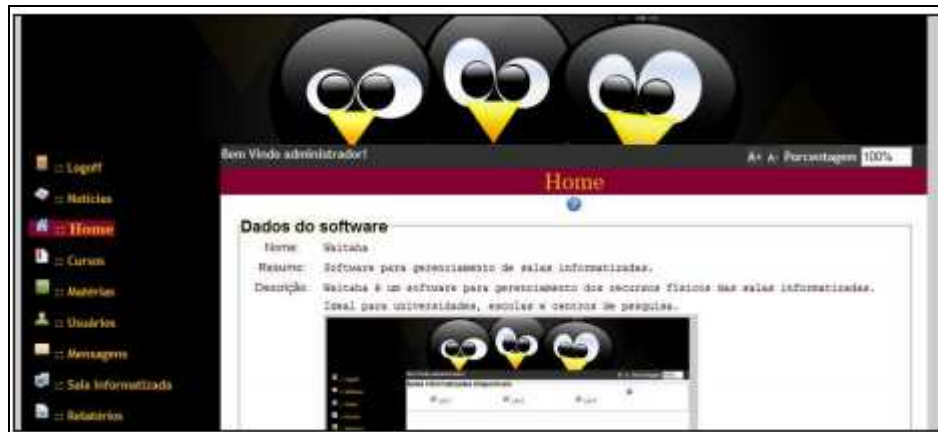 Bem Vindo administrador!
A+ A- Porcentagem 100%
:: Logoff
:: Notícias
:: Home
:: Cursos
:: Matérias
:: Usuários
:: Mensagens
:: Sala Informatizada
:: Relatórios
Home
Dados do software
Nome: Waitaha
Resumo: Software para gerenciamento de salas informatizadas.
Descrição: Waitaha é um software para gerenciamento dos recursos físicos das salas informatizadas.
Ideal para universidades, escolas e centros de pesquisa.